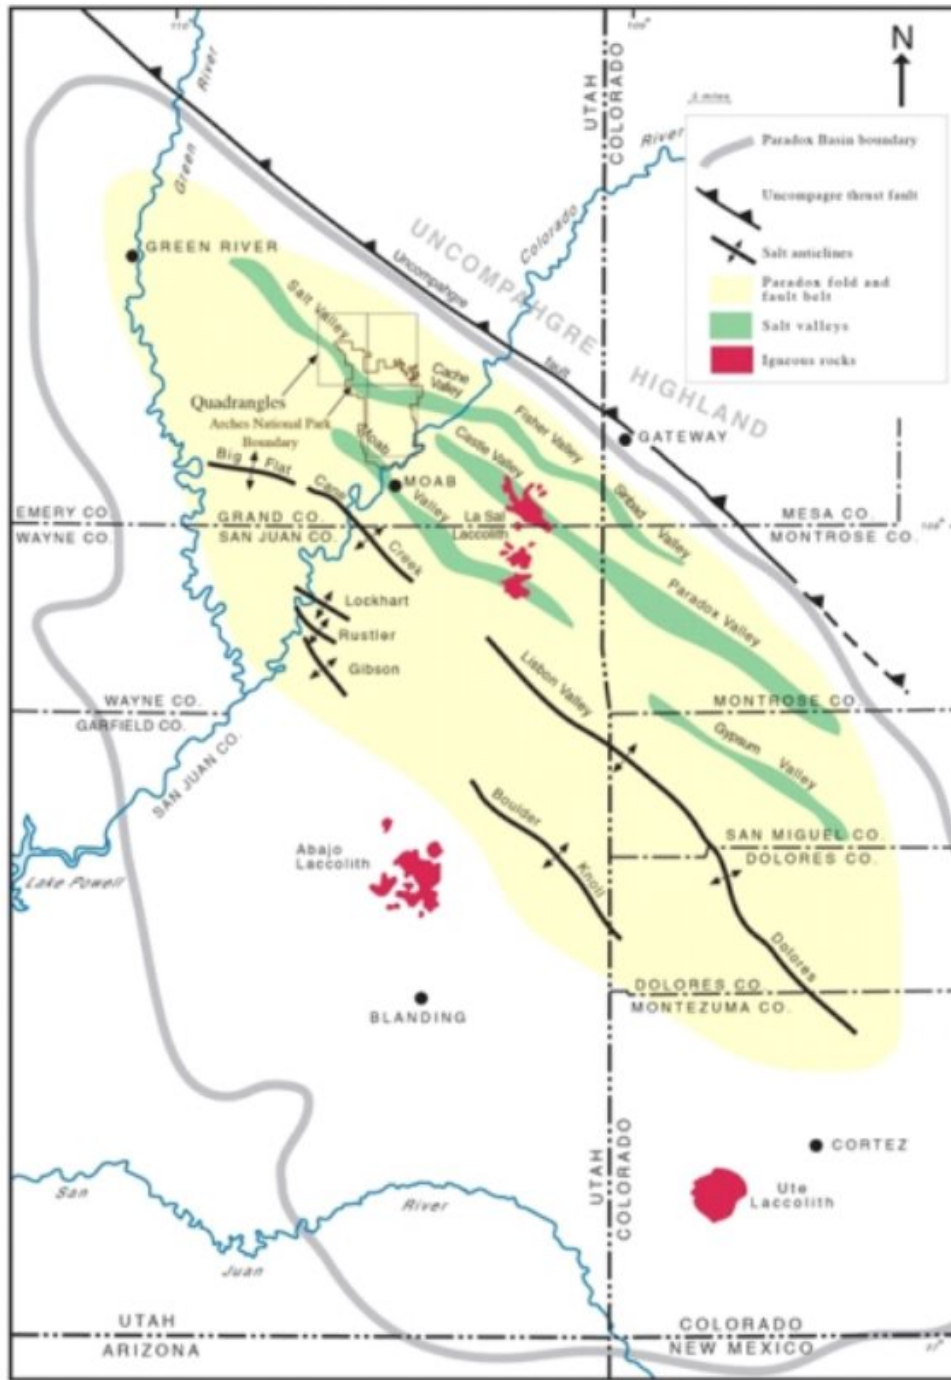 110°
109°
River
Green
UTAH
COLORADO
N
River
Colorado
Paradox Basin boundary
Uncompagre thrust fault
Salt anticlines
Paradox fold and
fault belt
Salt valleys
Igneous rocks
GREEN RIVER
UNCOMPAHGRE
HIGHLAND
Uncompahgre
fault
Salt Valley
Cache
Valley
Fisher Valley
Quadrangles
Arches National Park
Boundary
Moab
Valley
Castle Valley
GATEWAY
Big Flat
Cane
Creek
MOAB
Sinbad
Valley
EMERY CO.
WAYNE CO.
GRAND CO.
SAN JUAN CO.
La Sal
Laccolith
MESA CO.
MONTROSE CO.
Lockhart
Rustler
Gibson
Paradox Valley
Lisbon Valley
WAYNE CO.
GARFIELD CO.
MONTROSE CO.
SAN JUAN CO.
Gypsum
Valley
Boulder
Knoll
SAN MIGUEL CO.
DOLORES CO.
Abajo
Laccolith
Lake Powell
Dolores
DOLORES CO
MONTEZUMA CO.
BLANDING
CORTEZ
UTAH
COLORADO
Ute
Laccolith
San
Juan
River
UTAH
ARIZONA
COLORADO
NEW MEXICO